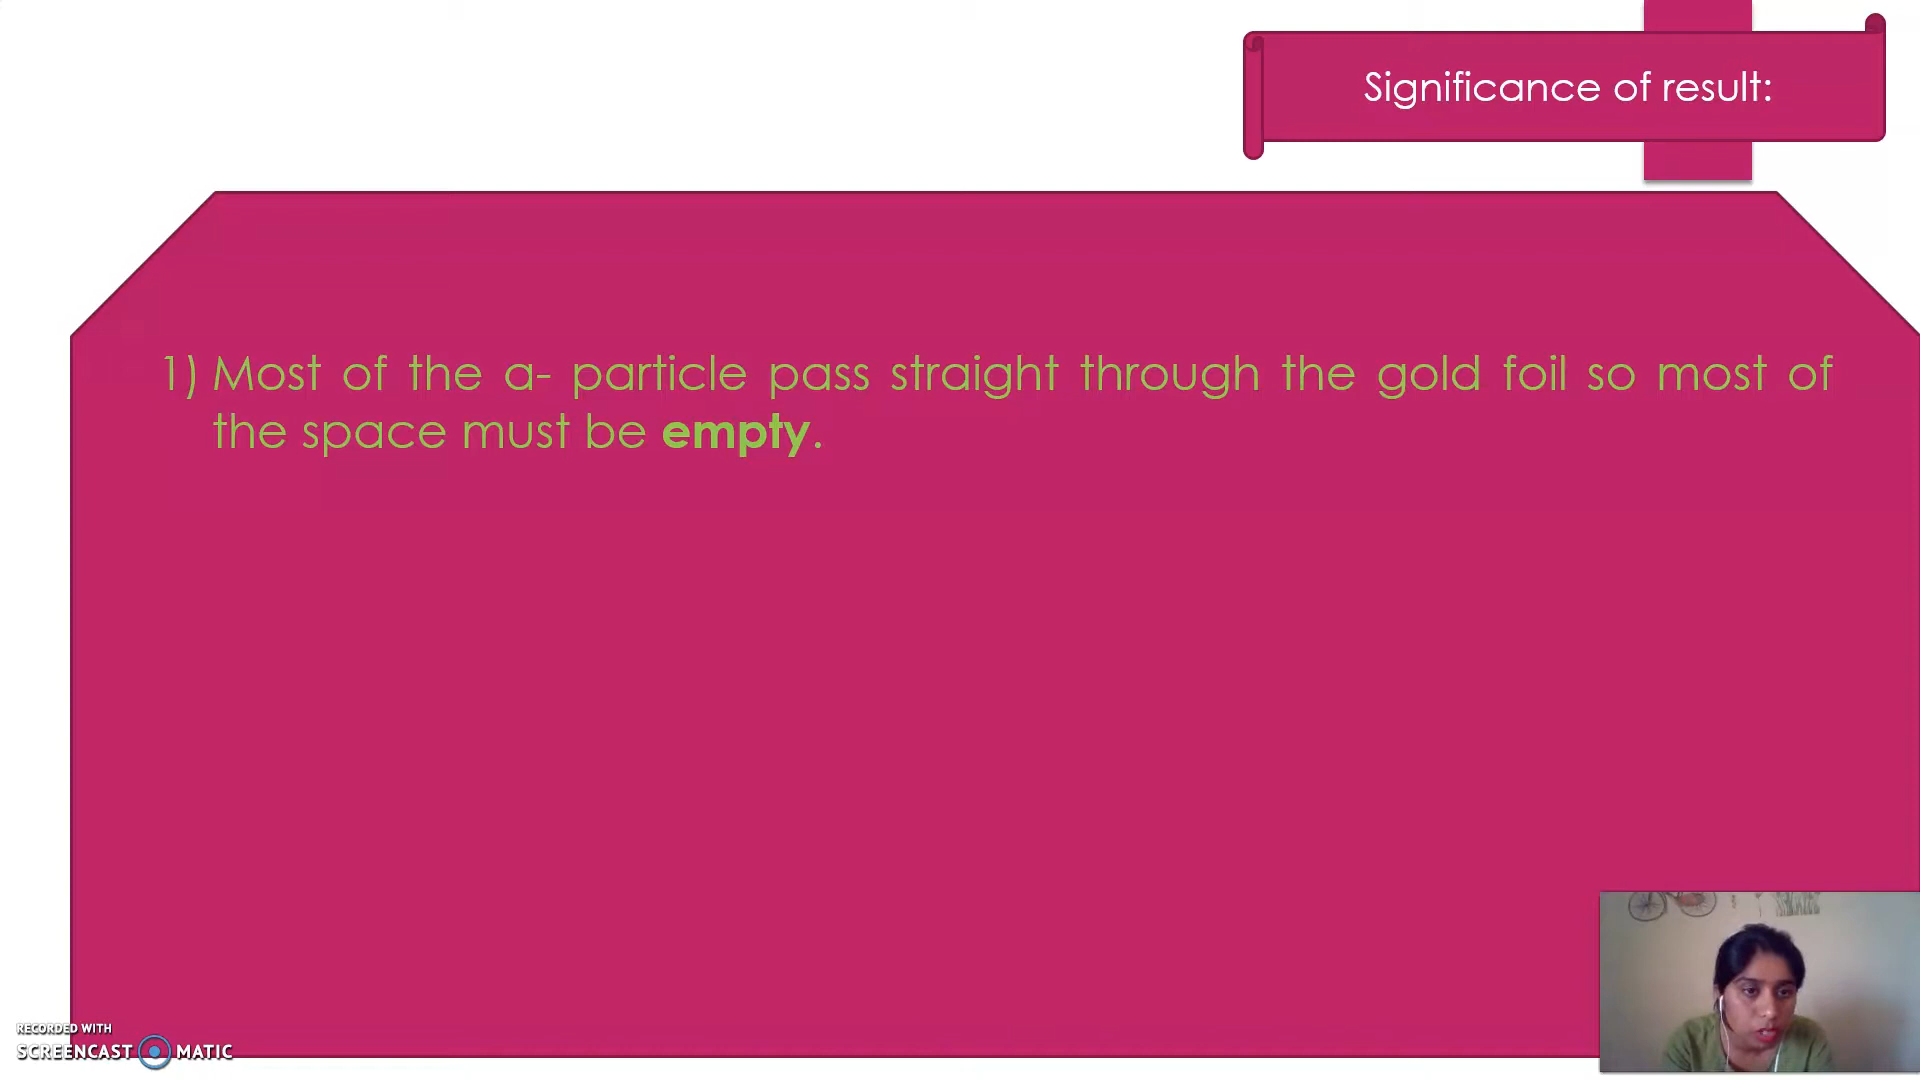 Significance of result:
1) Most of the a- particle pass straight through the gold foil so most of
the space must be empty.
RECORDED WITH
SCREENCAST MATIC